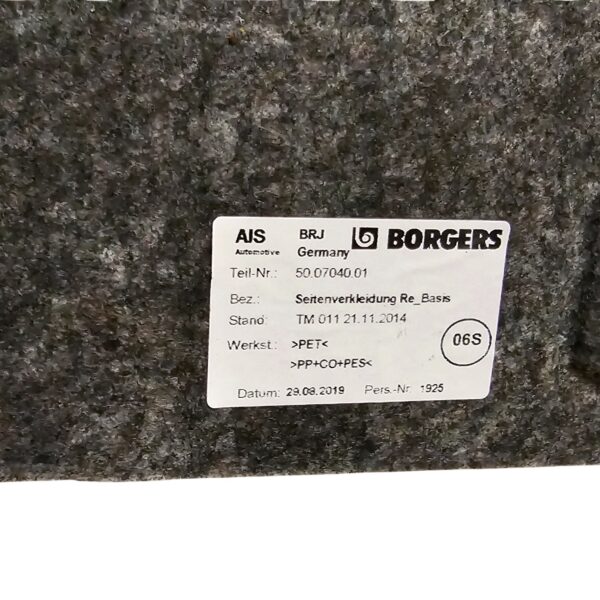 AIS BRJ BORGERS
Automotive Germany
Teil-Nr.: 50.07040.01
Bez.: Seitenverkleidung Re_Basis
Stand: TM 011 21.11.2014
Werkst.: >PET<
06S
>PP+CO+PES<
Datum: 29.08.2019 Pers.-Nr. 1925